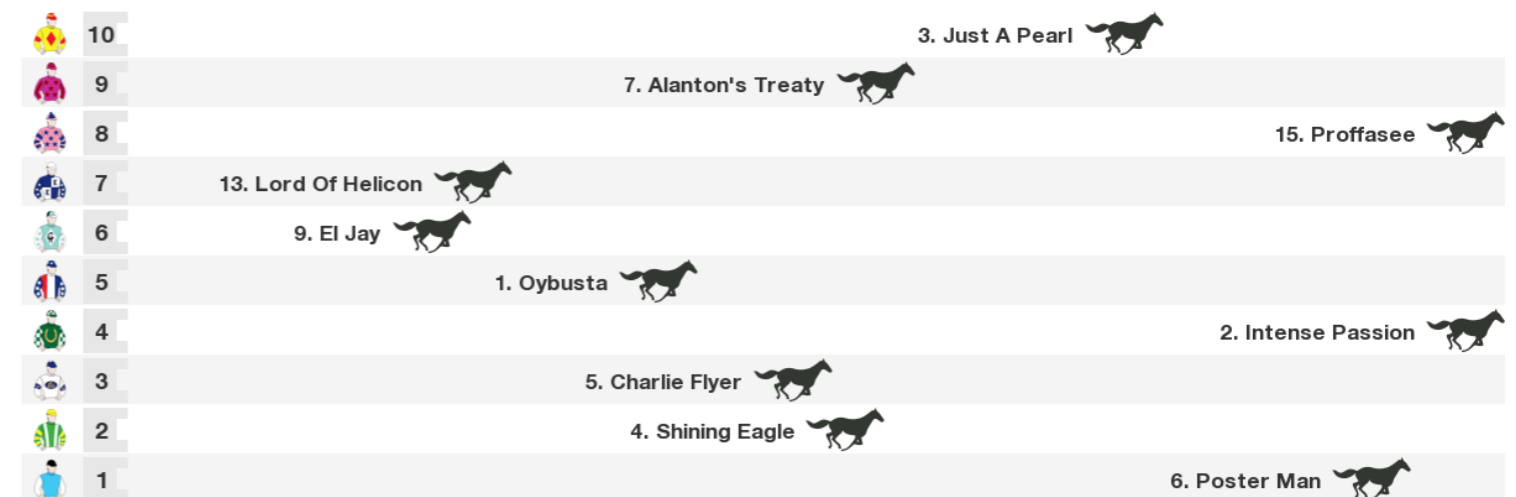 10 3. Just A Pearl
9 7. Alanton's Treaty
8 15. Proffasee
7 13. Lord Of Helicon
6 9. El Jay
5 1. Oybusta
4 2. Intense Passion
3 5. Charlie Flyer
2 4. Shining Eagle
1 6. Poster Man